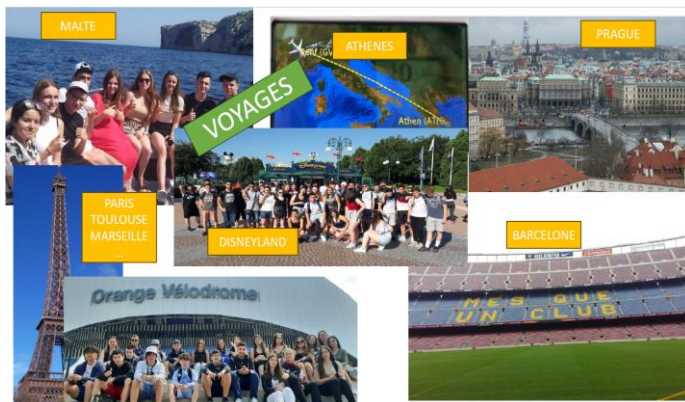 MALTE
ATHENES
PRAGUE
VOYAGES
Athen (ATH)
PARIS
TOULOUSE
MARSEILLE
...
DISNEYLAND
BARCELONE
Orange Vélodrome
MES QUE
UN CLUB